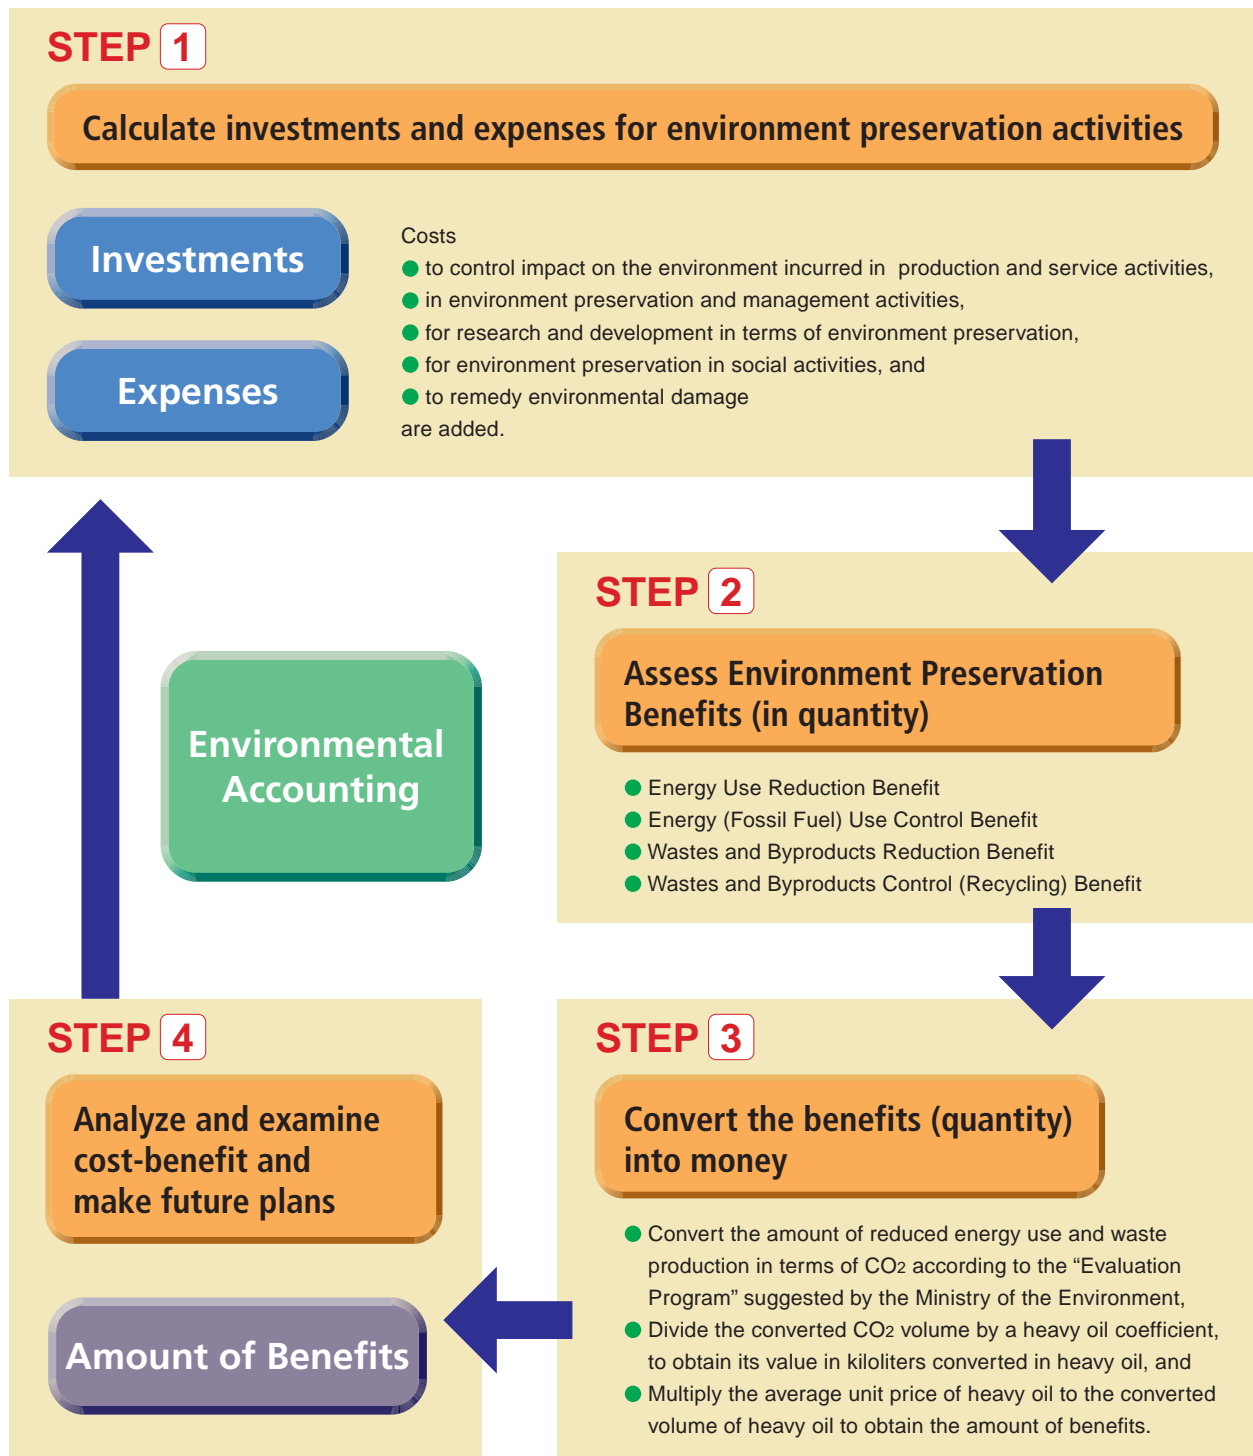 STEP 1
Calculate investments and expenses for environment preservation activities
Investments
Expenses
Costs
● to control impact on the environment incurred in production and service activities,
● in environment preservation and management activities,
● for research and development in terms of environment preservation,
● for environment preservation in social activities, and
● to remedy environmental damage
are added.
STEP 2
Assess Environment Preservation
Benefits (in quantity)
● Energy Use Reduction Benefit
● Energy (Fossil Fuel) Use Control Benefit
● Wastes and Byproducts Reduction Benefit
● Wastes and Byproducts Control (Recycling) Benefit
Environmental
Accounting
STEP 3
Convert the benefits (quantity)
into money
● Convert the amount of reduced energy use and waste
production in terms of CO2 according to the “Evaluation
Program” suggested by the Ministry of the Environment,
● Divide the converted CO2 volume by a heavy oil coefficient,
to obtain its value in kiloliters converted in heavy oil, and
● Multiply the average unit price of heavy oil to the converted
volume of heavy oil to obtain the amount of benefits.
STEP 4
Analyze and examine
cost-benefit and
make future plans
Amount of Benefits